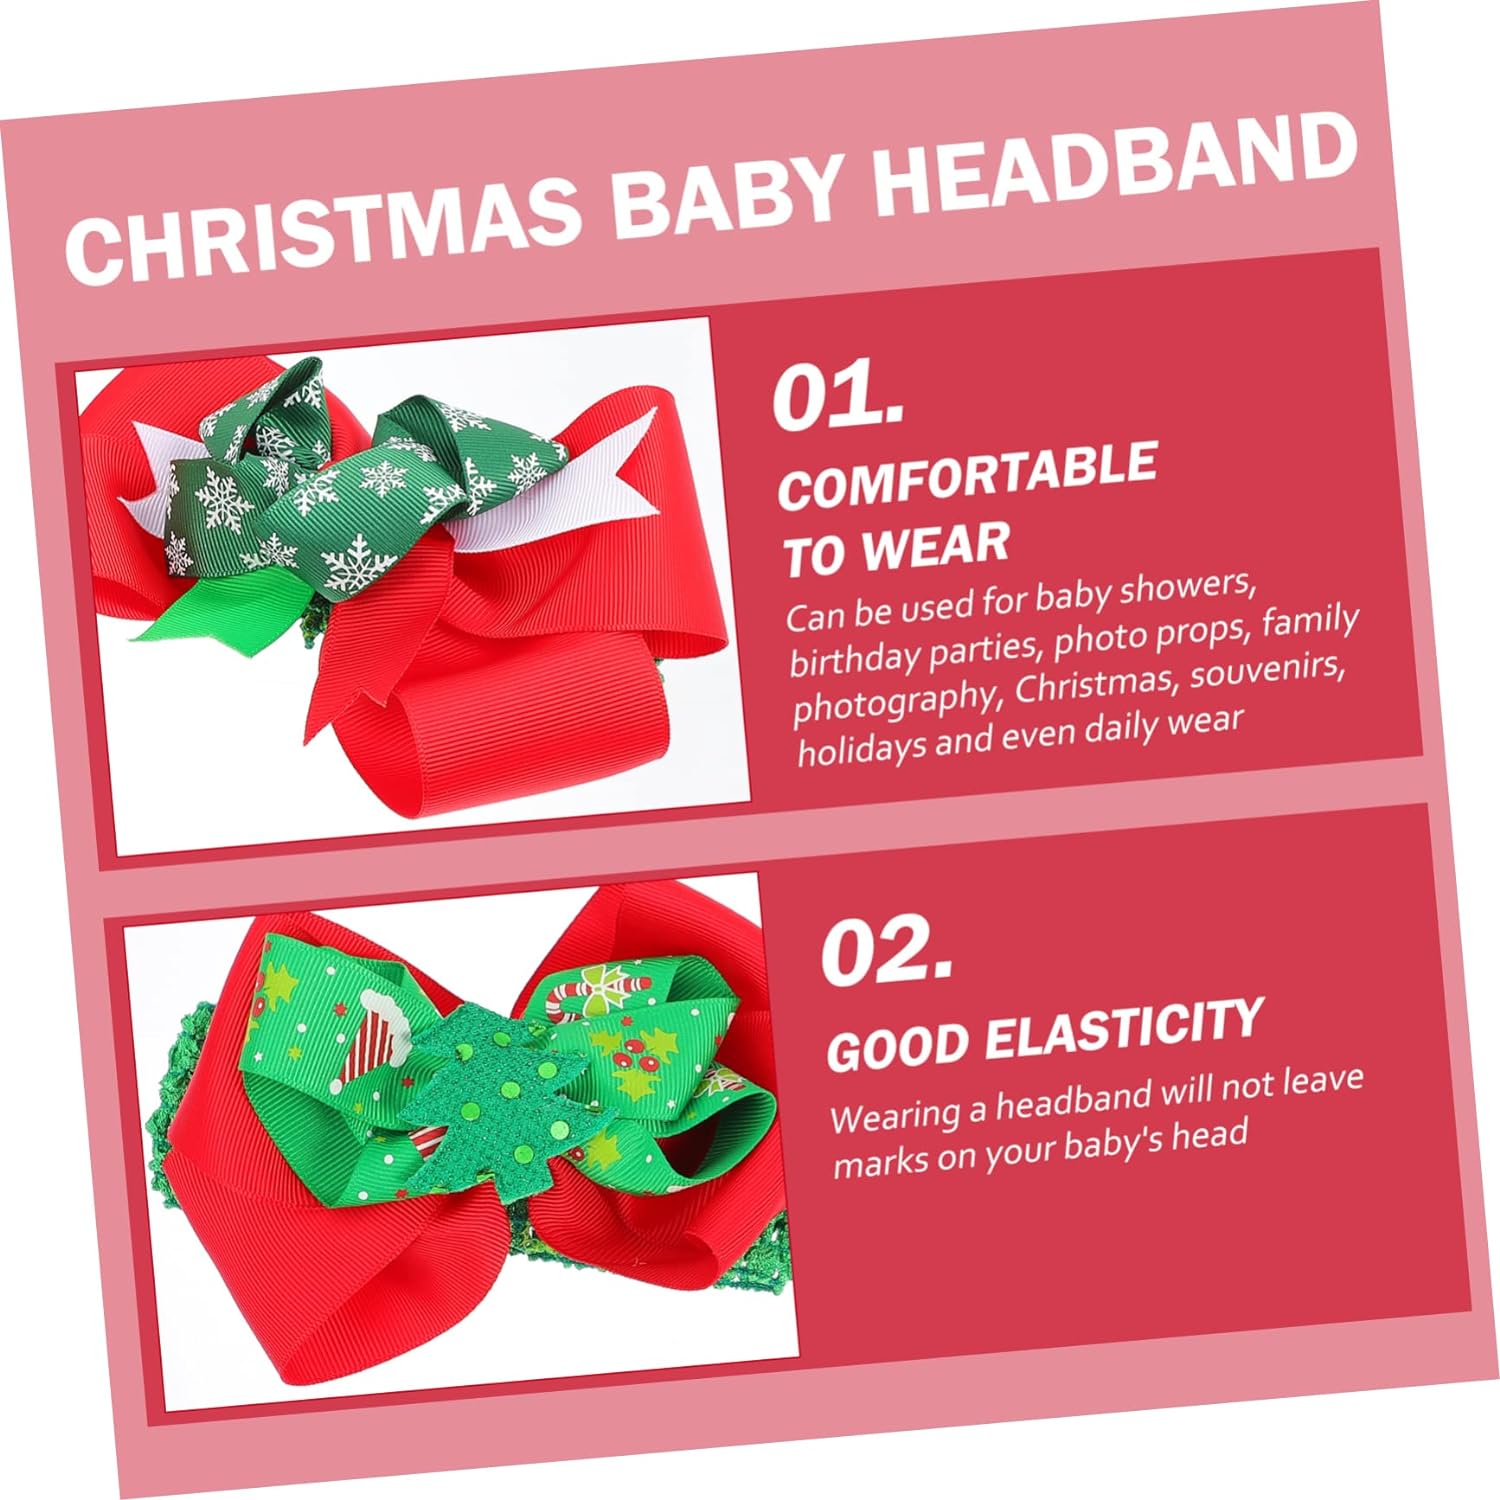 CHRISTMAS BABY HEADBAND
01.
COMFORTABLE
TO WEAR
Can be used for baby showers,
birthday parties, photo props, family
photography, Christmas, souvenirs,
holidays and even daily wear
02.
GOOD ELASTICITY
Wearing a headband will not leave
marks on your baby's head